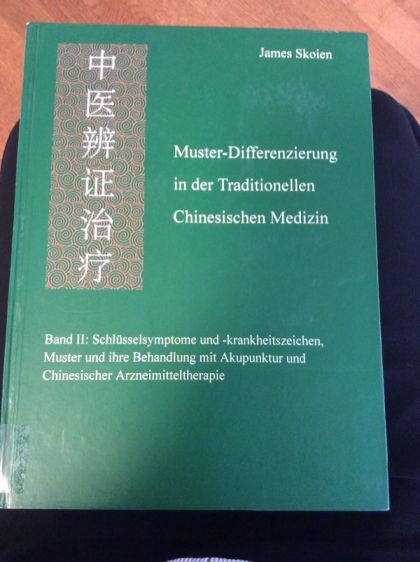 James Skoien
中医辨证治疗
Muster-Differenzierung
in der Traditionellen
Chinesischen Medizin
Band II: Schlüsselsymptome und -krankheitszeichen,
Muster und ihre Behandlung mit Akupunktur und
Chinesischer Arzneimitteltherapie